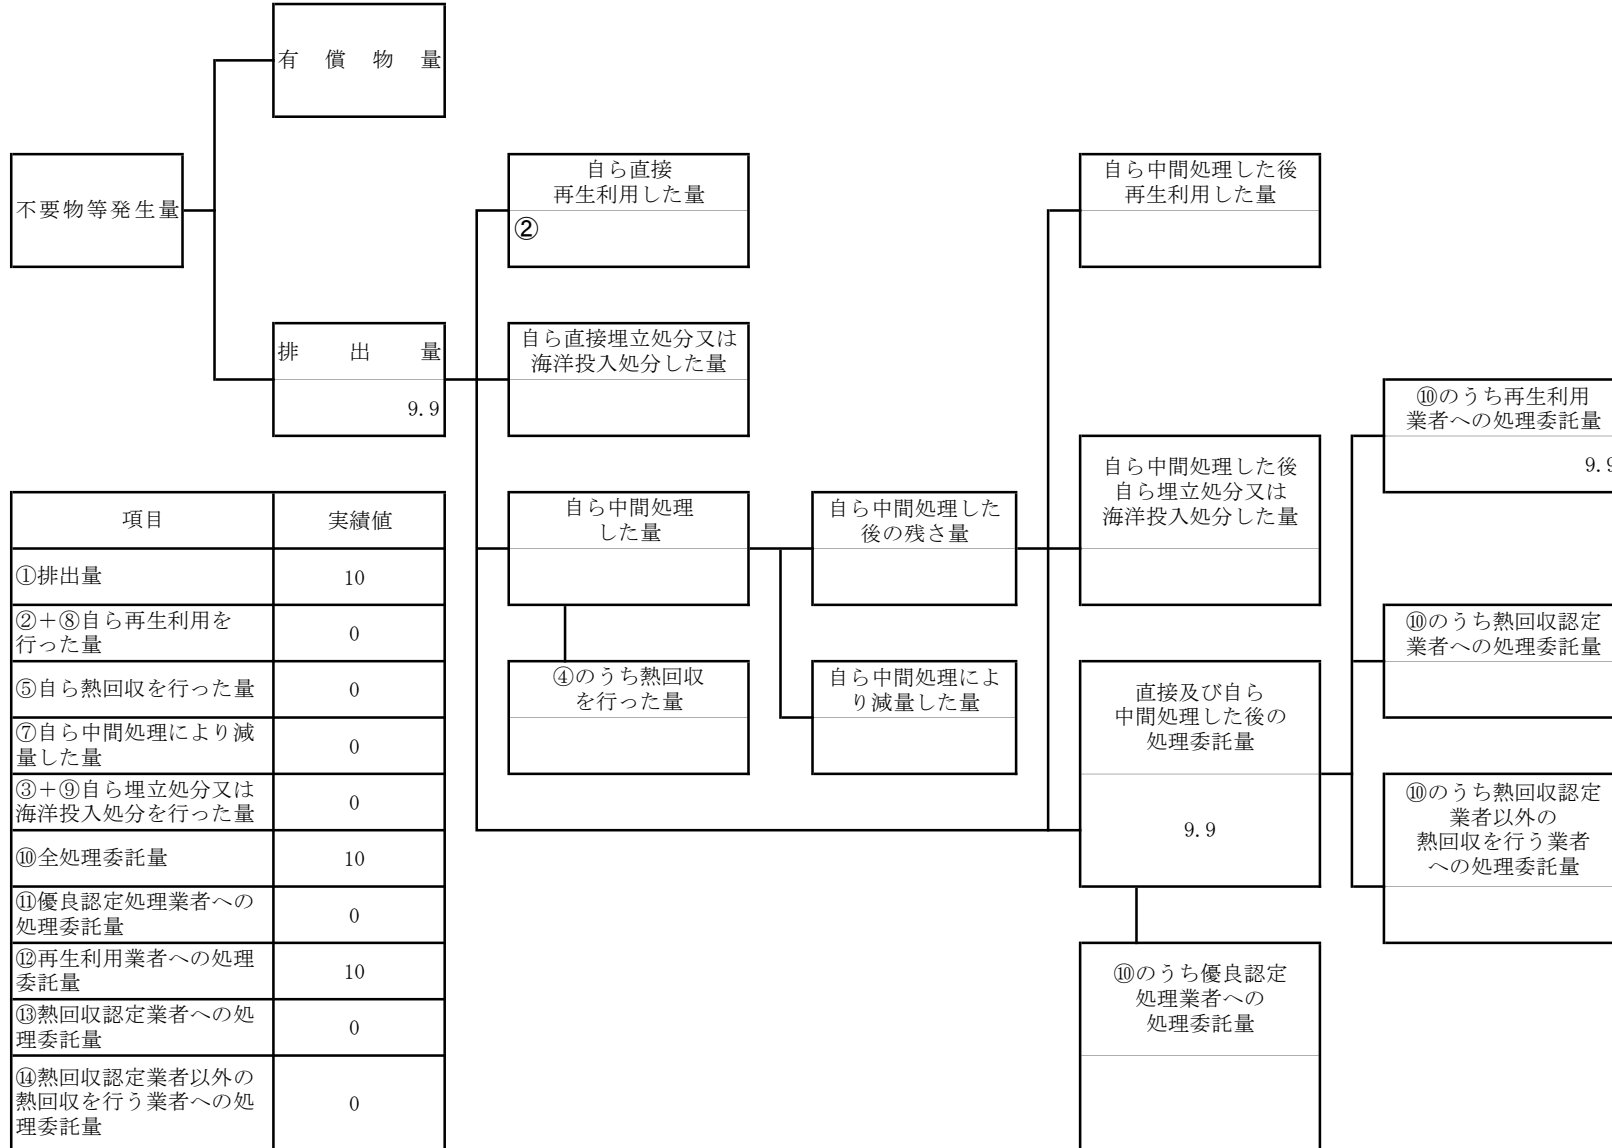 有償物量
不要物等発生量
自ら直接
再生利用した量
②
自ら中間処理した後
再生利用した量
排出量
9.9
自ら直接埋立処分又は
海洋投入処分した量
⑩のうち再生利用
業者への処理委託量
9.9
自ら中間処理
した量
自ら中間処理した
後の残さ量
自ら中間処理した後
自ら埋立処分又は
海洋投入処分した量
⑩のうち熱回収認定
業者への処理委託量
④のうち熱回収
を行った量
自ら中間処理によ
り減量した量
直接及び自ら
中間処理した後の
処理委託量
9.9
⑩のうち熱回収認定
業者以外の
熱回収を行う業者
への処理委託量
⑩のうち優良認定
処理業者への
処理委託量
項目 実績値
①排出量 10
②+⑧自ら再生利用を
行った量 0
⑤自ら熱回収を行った量 0
⑦自ら中間処理により減
量した量 0
③+⑨自ら埋立処分又は
海洋投入処分を行った量 0
⑩全処理委託量 10
⑪優良認定処理業者への
処理委託量 0
⑫再生利用業者への処理
委託量 10
⑬熱回収認定業者への処
理委託量 0
⑭熱回収認定業者以外の
熱回収を行う業者への処
理委託量 0